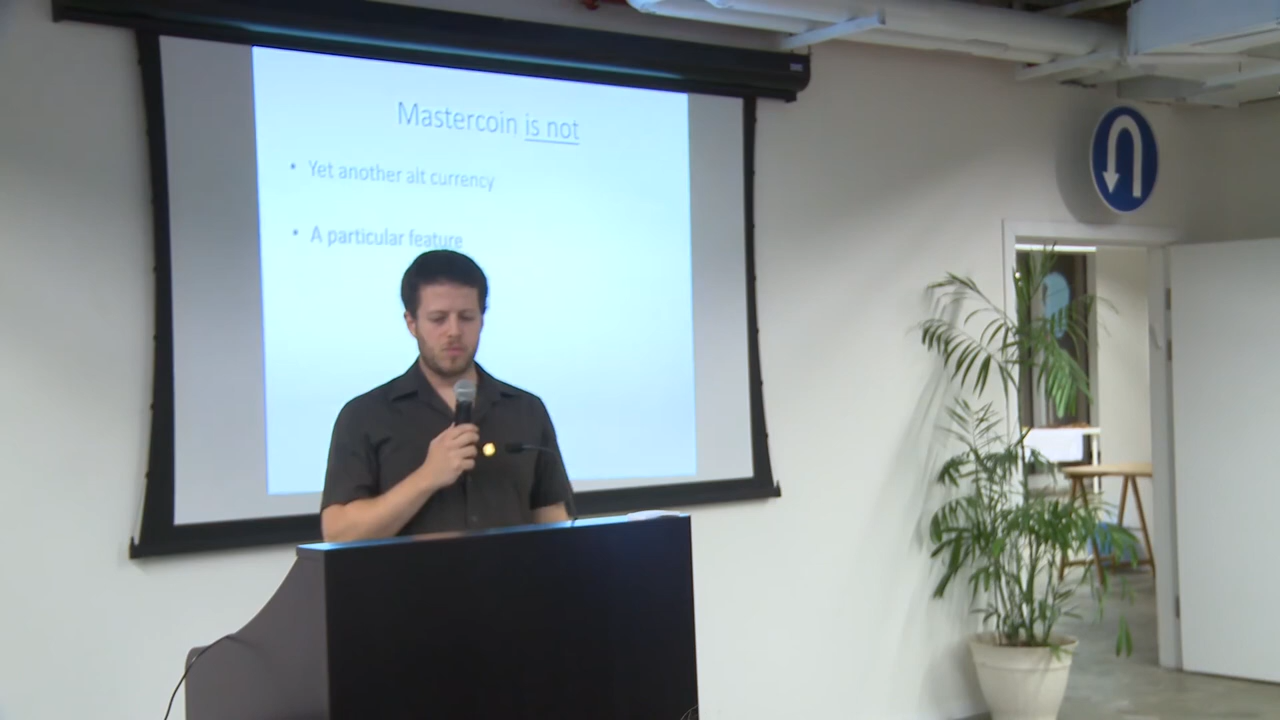 Mastercoin is not
• Yet another alt currency
• A particular feature